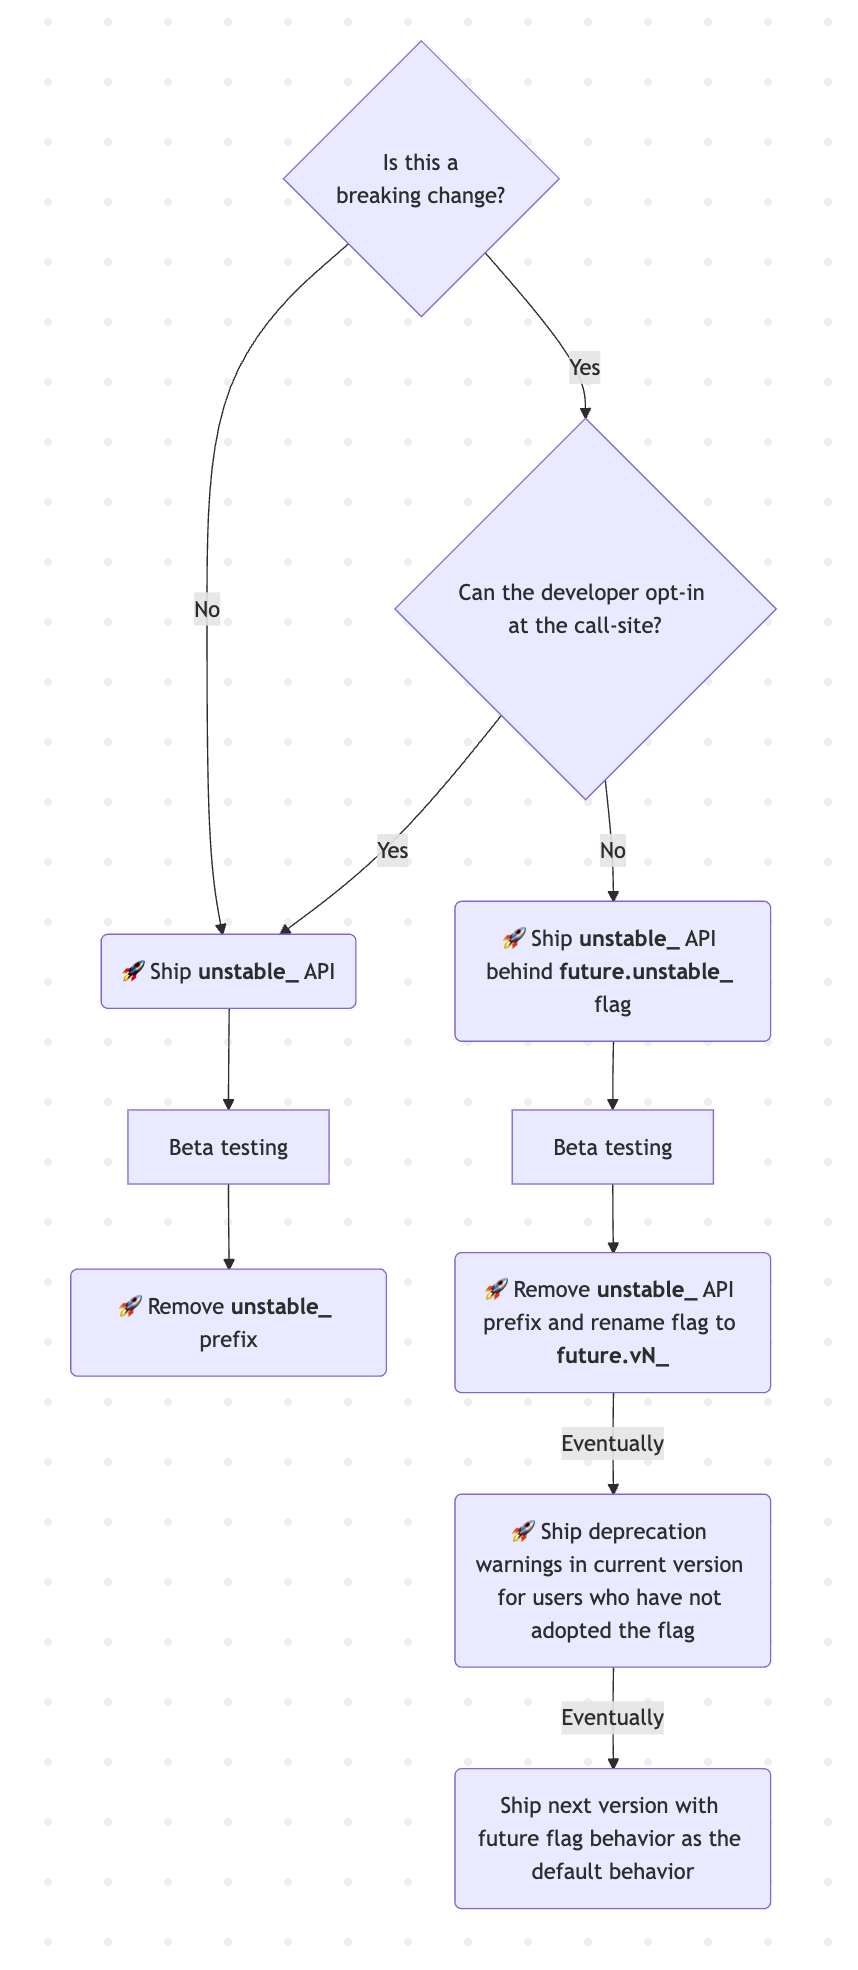 Is this a
breaking change?
Yes
Can the developer opt-in
at the call-site?
No
Yes
No
🚀 Ship unstable_ API
🚀 Ship unstable_ API
behind future.unstable_
flag
Beta testing
Beta testing
🚀 Remove unstable_
prefix
🚀 Remove unstable_ API
prefix and rename flag to
future.vN_
Eventually
🚀 Ship deprecation
warnings in current version
for users who have not
adopted the flag
Eventually
Ship next version with
future flag behavior as the
default behavior